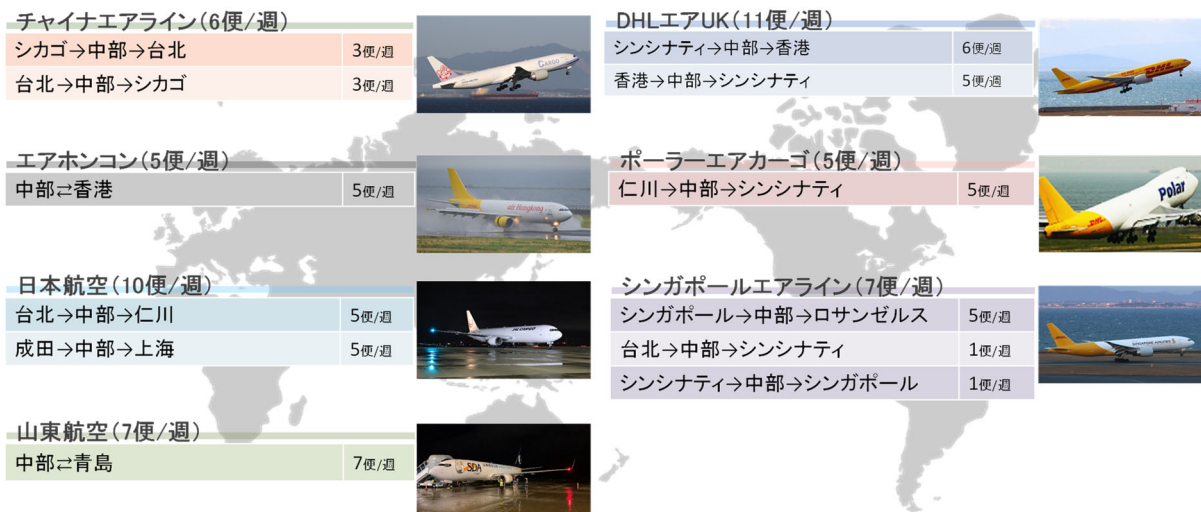 チャイナエアライン(6便/週)
シカゴ→中部→台北 3便/週
台北→中部→シカゴ 3便/週
CARGO
エアホンコン(5便/週)
中部⇄香港 5便/週
air Hongkong
日本航空(10便/週)
台北→中部→仁川 5便/週
成田→中部→上海 5便/週
JAL CARGO
山東航空(7便/週)
中部⇄青島 7便/週
SDA
DHLエアUK(11便/週)
シンシナティ→中部→香港 6便/週
香港→中部→シンシナティ 5便/週
DHL
ポーラーエアカーゴ(5便/週)
仁川→中部→シンシナティ 5便/週
Polar
DHL
シンガポールエアライン(7便/週)
シンガポール→中部→ロサンゼルス 5便/週
台北→中部→シンシナティ 1便/週
シンシナティ→中部→シンガポール 1便/週
SINGAPORE AIRLINES